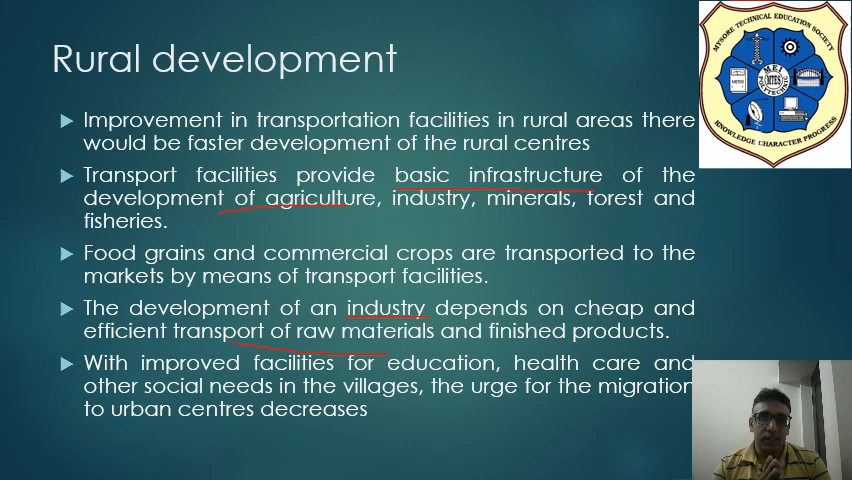 Rural development
MYSORE TECHNICAL EDUCATION SOCIETY
MEI
MTES
POLYTECHNIC
METER
KNOWLEDGE CHARACTER PROGRESS
▶ Improvement in transportation facilities in rural areas there
would be faster development of the rural centres
▶ Transport facilities provide basic infrastructure of the
development of agriculture, industry, minerals, forest and
fisheries.
▶ Food grains and commercial crops are transported to the
markets by means of transport facilities.
▶ The development of an industry depends on cheap and
efficient transport of raw materials and finished products.
▶ With improved facilities for education, health care and
other social needs in the villages, the urge for the migration
to urban centres decreases